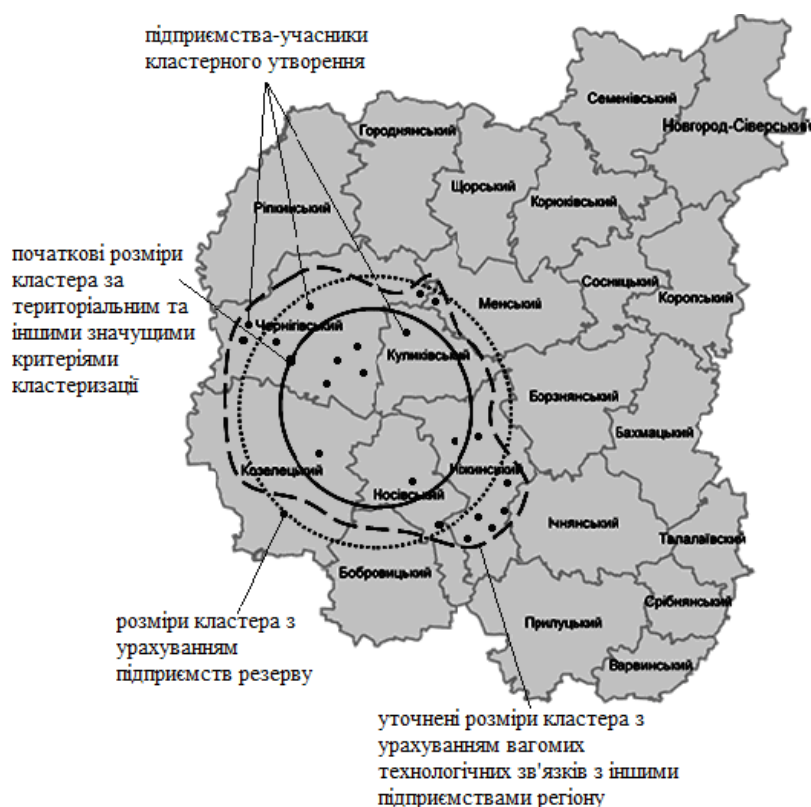 підприємства-учасники
кластерного утворення
Семенівський
Новгород-Сіверський
Городнянський
Щорський
Корюківський
Ріпкинський
початкові розміри
кластера за
територіальним та
іншими значущими
критеріями
кластеризації
Сосницький
Менський
Коропський
Чернігівський
Куликівський
Борзнянський
Бахмацький
Козелецький
Носівський
Ніжинський
Ічнянський
Талалаївский
Бобровицький
Срібнянський
Прилуцький
Варвинський
розміри кластера з
урахуванням
підприємств резерву
уточнені розміри кластера з
урахуванням вагомих
технологічних зв'язків з іншими
підприємствами регіону